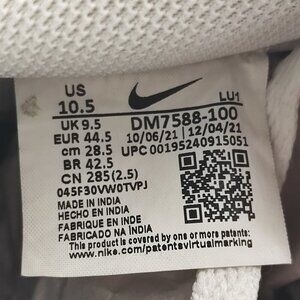 US
10.5
LU1
UK 9.5
DM7588-100
EUR 44.5
10/06/21 | 12/04/21
cm 28.5
UPC 00195240915051
BR 42.5
CN 285(2.5)
045F30VW0TVPJ
MADE IN INDIA
HECHO EN INDIA
FABRIQUE EN INDE
FABRICADO NA ÍNDIA
This product is covered by one or more patents:
www.nike.com/patentsvirtualmarking